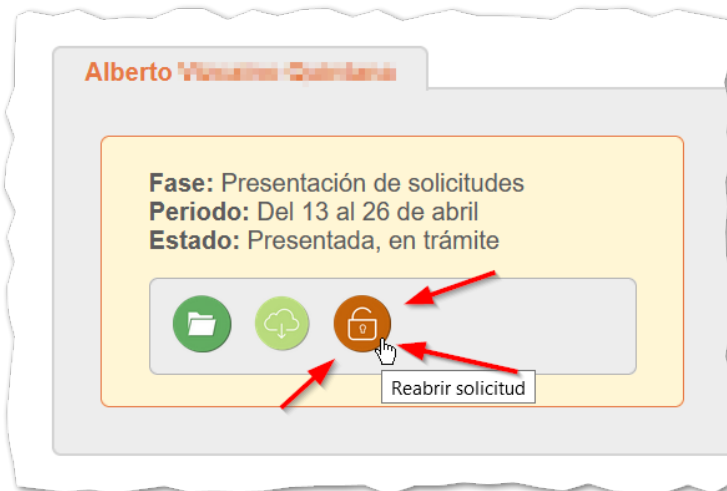 Alberto
Fase: Presentación de solicitudes
Periodo: Del 13 al 26 de abril
Estado: Presentada, en trámite
Reabrir solicitud